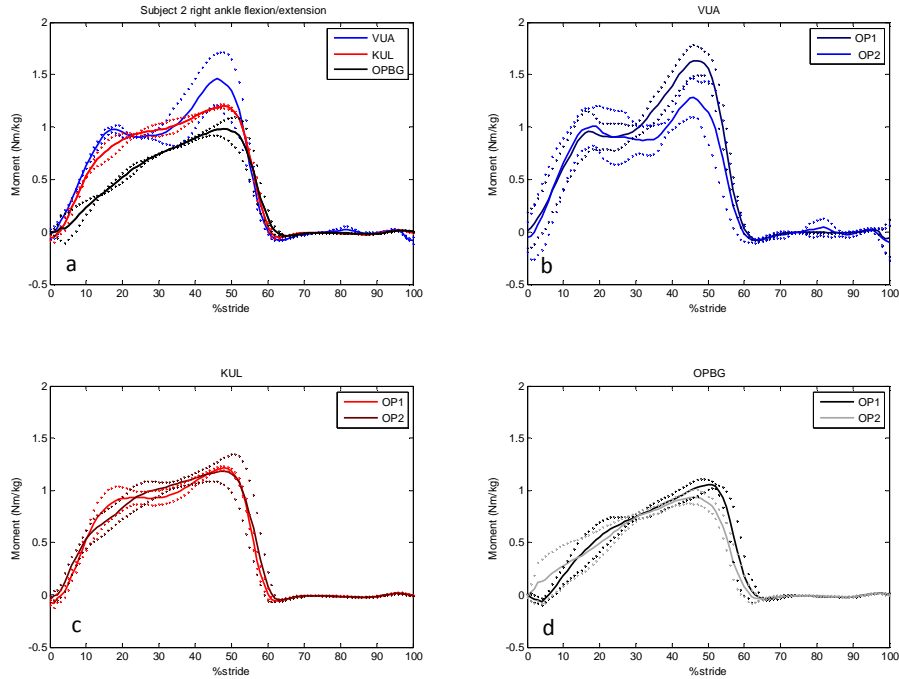 Subject 2 right ankle flexion/extension
VUA
KUL
OPBG
Moment (Nm/kg)
2
1.5
1
0.5
0
-0.5
a
0 10 20 30 40 50 60 70 80 90 100
%stride
VUA
OP1
OP2
Moment (Nm/kg)
2
1.5
1
0.5
0
-0.5
b
0 10 20 30 40 50 60 70 80 90 100
%stride
KUL
OP1
OP2
Moment (Nm/kg)
2
1.5
1
0.5
0
-0.5
c
0 10 20 30 40 50 60 70 80 90 100
%stride
OPBG
OP1
OP2
Moment (Nm/kg)
2
1.5
1
0.5
0
-0.5
d
0 10 20 30 40 50 60 70 80 90 100
%stride